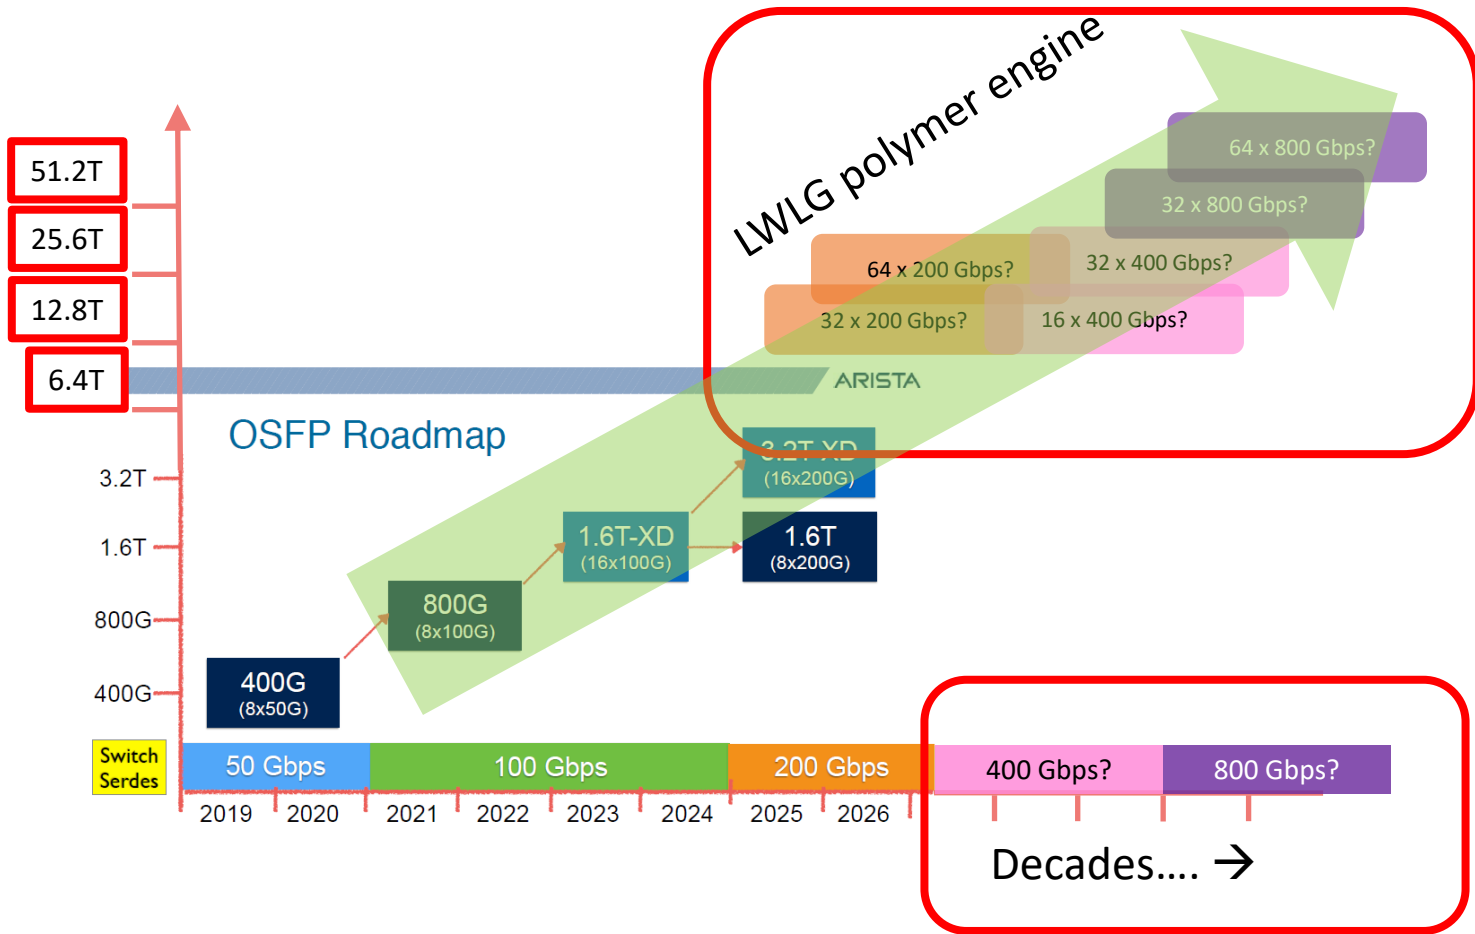 LWLG polymer engine
51.2T
25.6T
12.8T
6.4T
64 x 800 Gbps?
32 x 800 Gbps?
64 x 200 Gbps?
32 x 400 Gbps?
32 x 200 Gbps?
16 x 400 Gbps?
ARISTA
OSFP Roadmap
3.2T
1.6T
800G
400G
3.2T-XD
(16x200G)
1.6T-XD
(16x100G)
1.6T
(8x200G)
800G
(8x100G)
400G
(8x50G)
Switch
Serdes
50 Gbps
100 Gbps
200 Gbps
400 Gbps?
800 Gbps?
2019
2020
2021
2022
2023
2024
2025
2026
Decades.... →